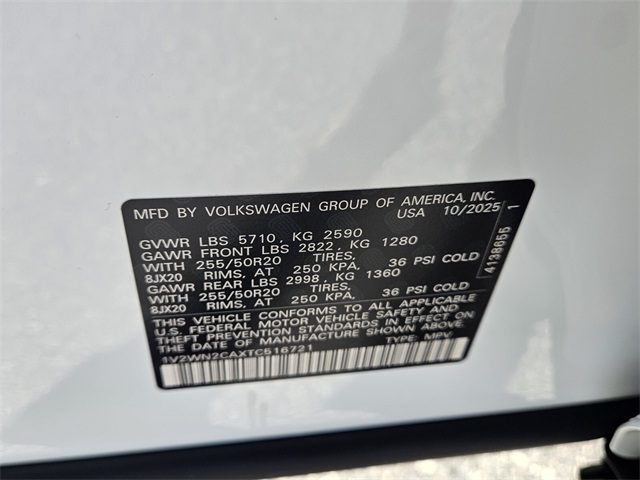 MFD BY VOLKSWAGEN GROUP OF AMERICA, INC.
USA 10/2025
GVWR LBS 5710, KG 2590
GAWR FRONT LBS 2822, KG 1280
WITH 255/50R20 TIRES,
8JX20 RIMS, AT 250 KPA, 36 PSI COLD
GAWR REAR LBS 2998, KG 1360
WITH 255/50R20 TIRES,
8JX20 RIMS, AT 250 KPA, 36 PSI COLD
THIS VEHICLE CONFORMS TO ALL APPLICABLE
U.S. FEDERAL MOTOR VEHICLE SAFETY AND
THEFT PREVENTION STANDARDS IN EFFECT ON
THE DATE OF MANUFACTURE SHOWN ABOVE.
1V2WN2CAXTC516721 TYPE: MPV
4138655 1